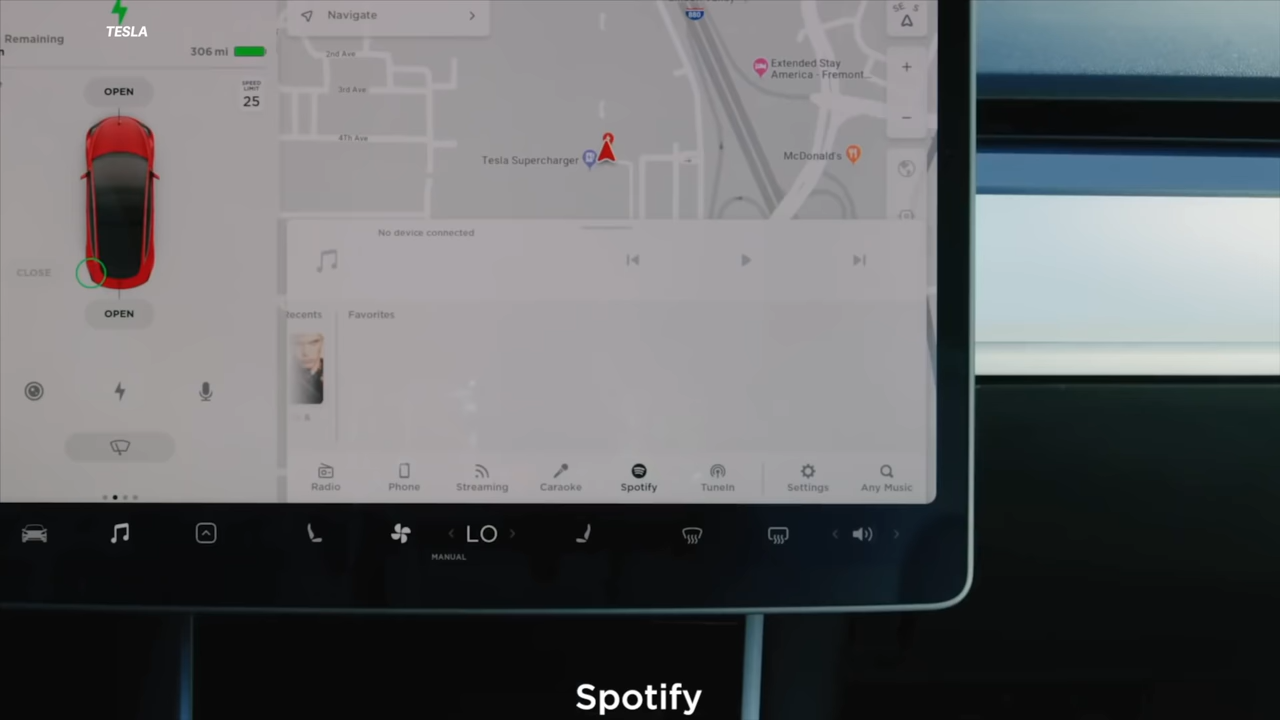 TESLA
Remaining
306 mi
OPEN
SPEED
LIMIT
25
CLOSE
OPEN
Navigate
2nd Ave
3rd Ave
4TH Ave
880
Extended Stay
America - Fremont...
Tesla Supercharger
McDonald's
SE
S
No device connected
Recents
Favorites
Radio
Phone
Streaming
Caraoke
Spotify
TuneIn
Settings
Any Music
LO
MANUAL
Spotify